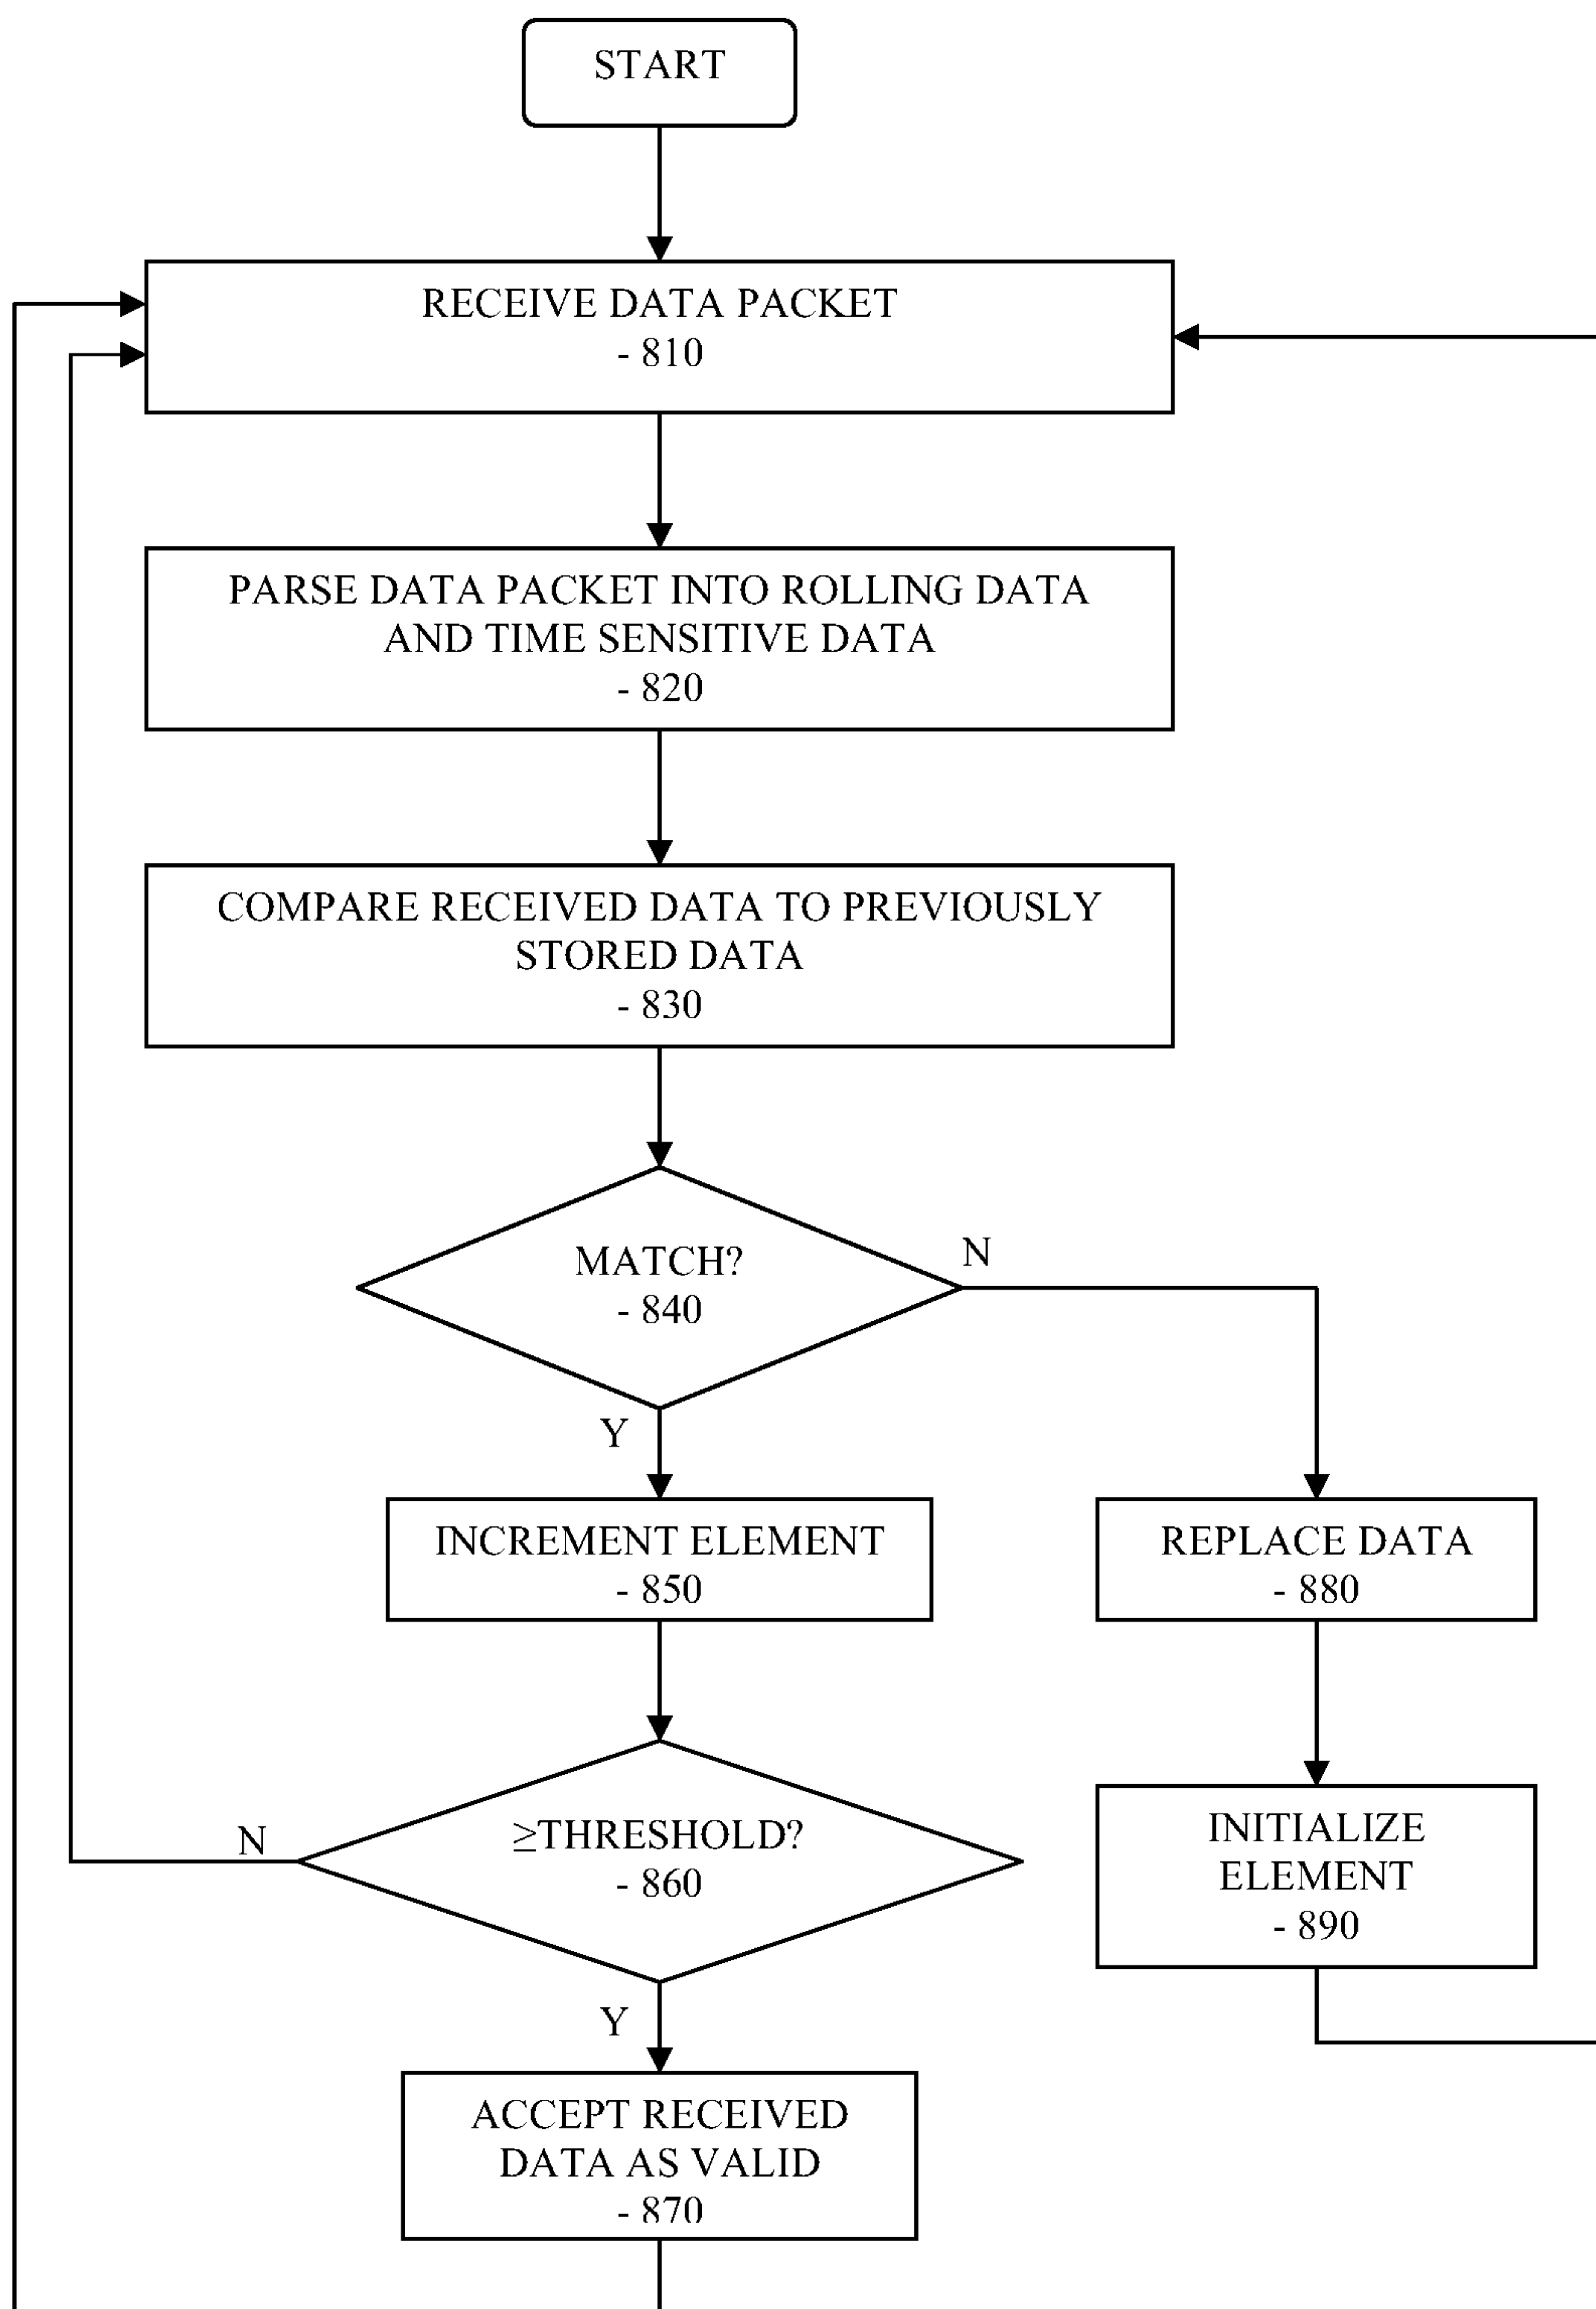 START
RECEIVE DATA PACKET
- 810
PARSE DATA PACKET INTO ROLLING DATA
AND TIME SENSITIVE DATA
- 820
COMPARE RECEIVED DATA TO PREVIOUSLY
STORED DATA
- 830
MATCH?
- 840
N
Y
INCREMENT ELEMENT
- 850
REPLACE DATA
- 880
≥THRESHOLD?
- 860
N
INITIALIZE
ELEMENT
- 890
Y
ACCEPT RECEIVED
DATA AS VALID
- 870